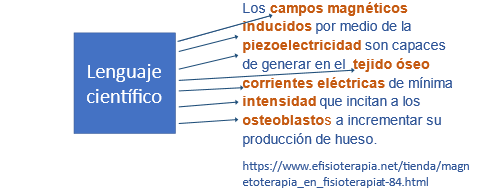 Lenguaje
científico
Los campos magnéticos
inducidos por medio de la
piezoelectricidad son capaces
de generar en el tejido óseo
corrientes eléctricas de mínima
intensidad que incitan a los
osteoblastos a incrementar su
producción de hueso.
https://www.efisioterapia.net/tienda/magn
etoterapia_en_fisioterapiat-84.html